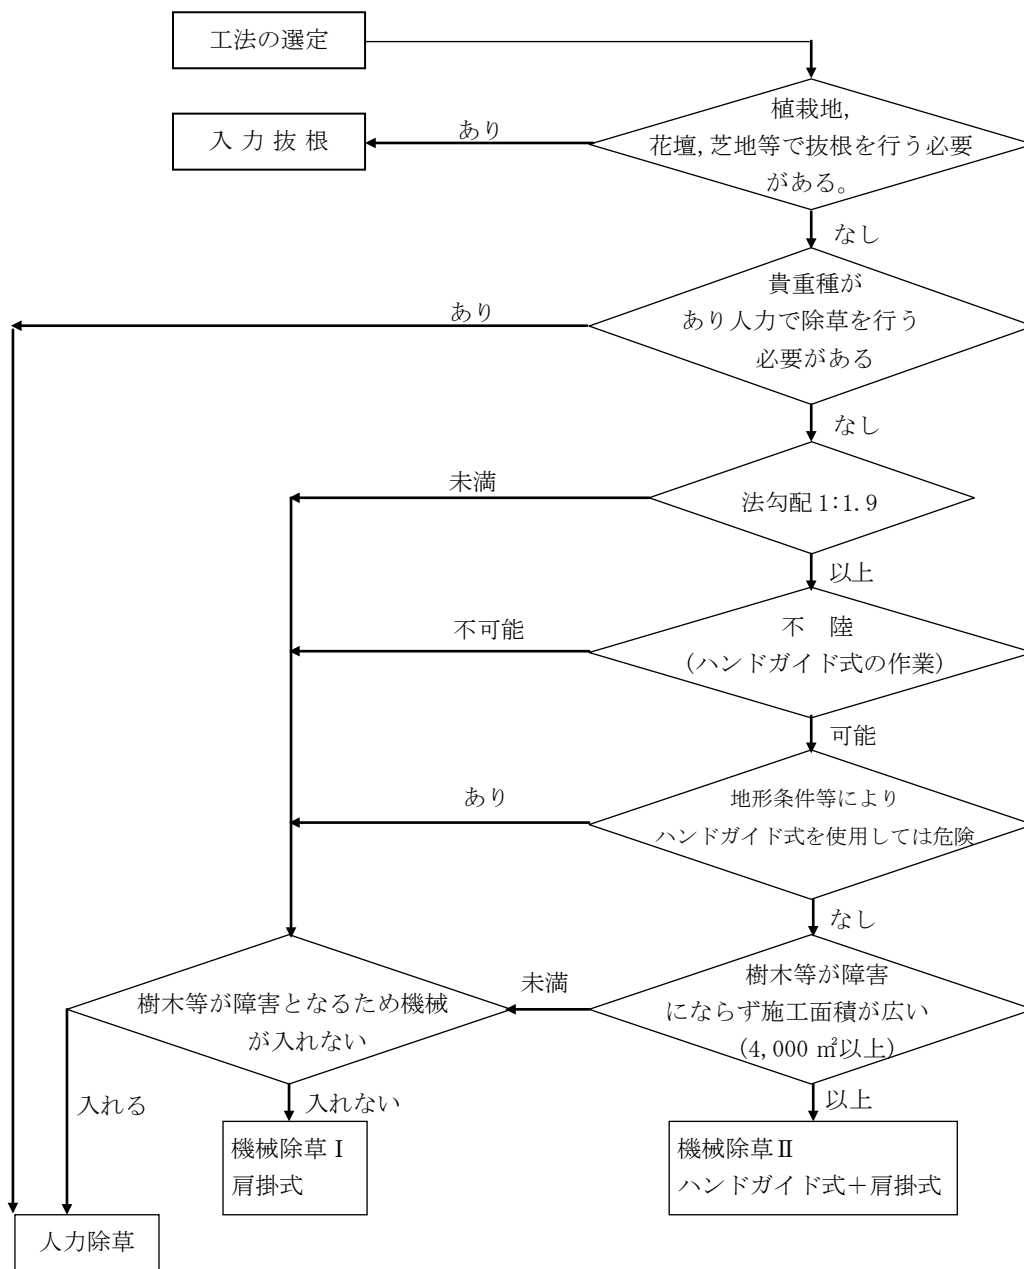 工法の選定
植栽地,
花壇,芝地等で抜根を行う必要
がある。
あり
入力抜根
なし
貴重種が
あり人力で除草を行う
必要がある
あり
なし
法勾配1:1.9
未満
以上
不 陸
(ハンドガイド式の作業)
不可能
可能
地形条件等により
ハンドガイド式を使用しては危険
あり
なし
樹木等が障害
にならず施工面積が広い
(4,000㎡以上)
未満
樹木等が障害となるため機械
が入れない
入れる
入れない
以上
機械除草Ⅰ
肩掛式
機械除草Ⅱ
ハンドガイド式+肩掛式
人力除草